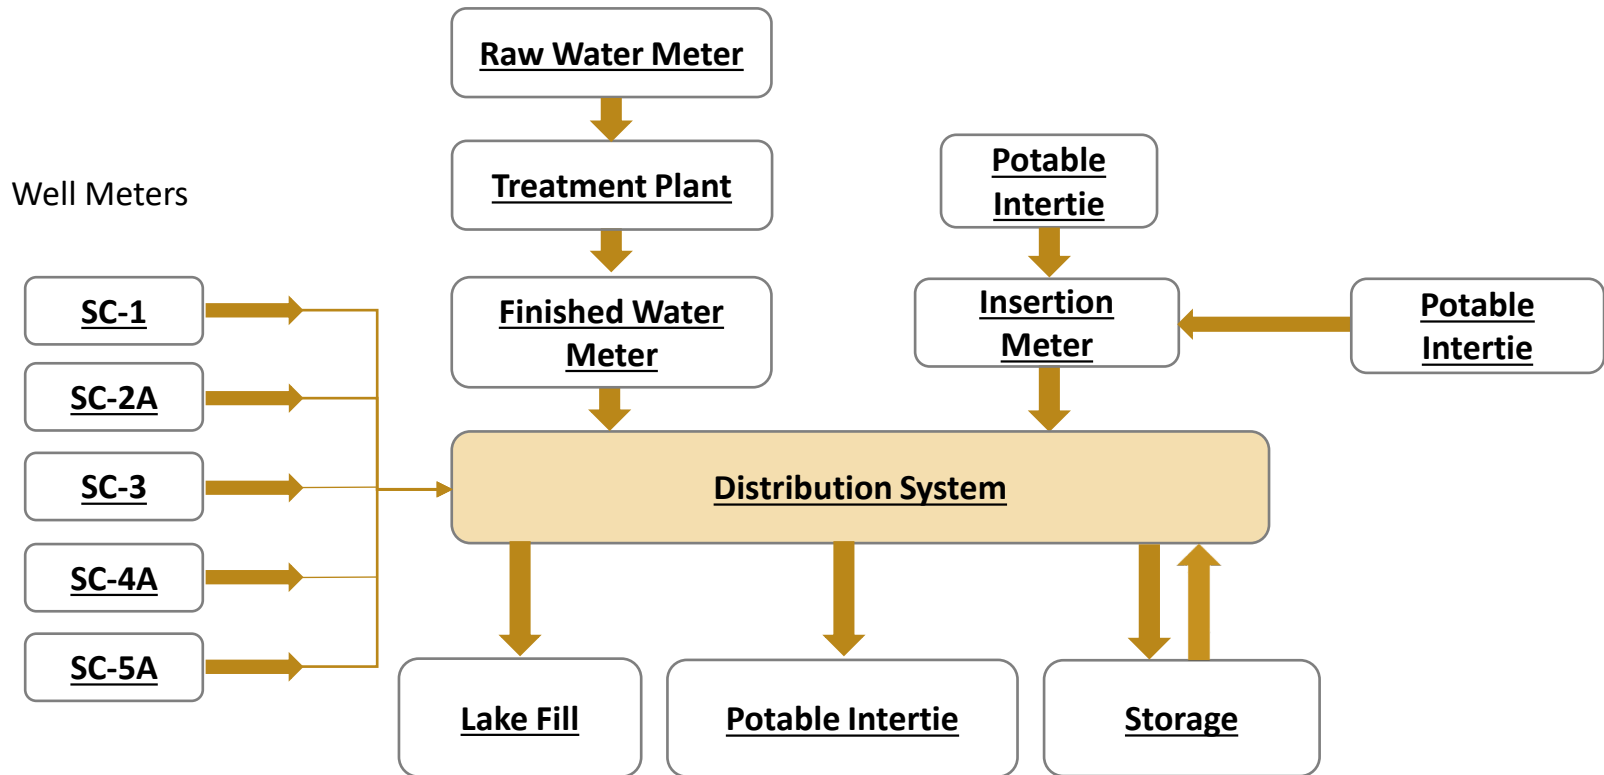 Raw Water Meter
Treatment Plant
Potable
Intertie
Well Meters
SC-1
Finished Water
Meter
Insertion
Meter
Potable
Intertie
SC-2A
SC-3
Distribution System
SC-4A
SC-5A
Lake Fill
Potable Intertie
Storage